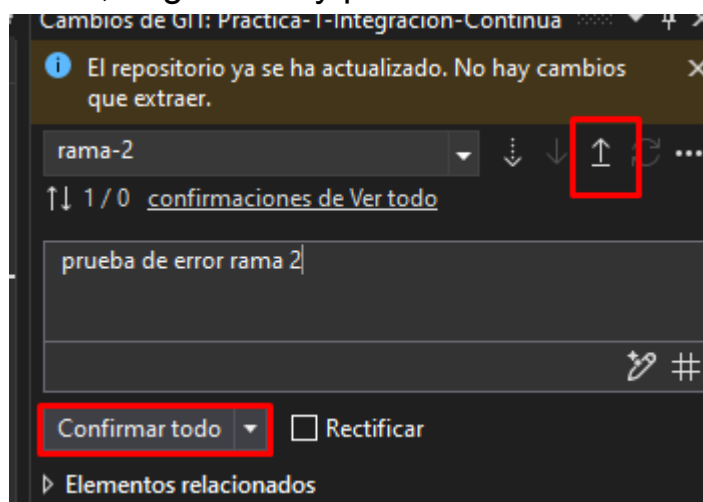 Cambios de GIT: Practica-1-Integracion-Continua
El repositorio ya se ha actualizado. No hay cambios
que extraer.
rama-2
1 / 0 confirmaciones de Ver todo
prueba de error rama 2
Confirmar todo
Rectificar
Elementos relacionados